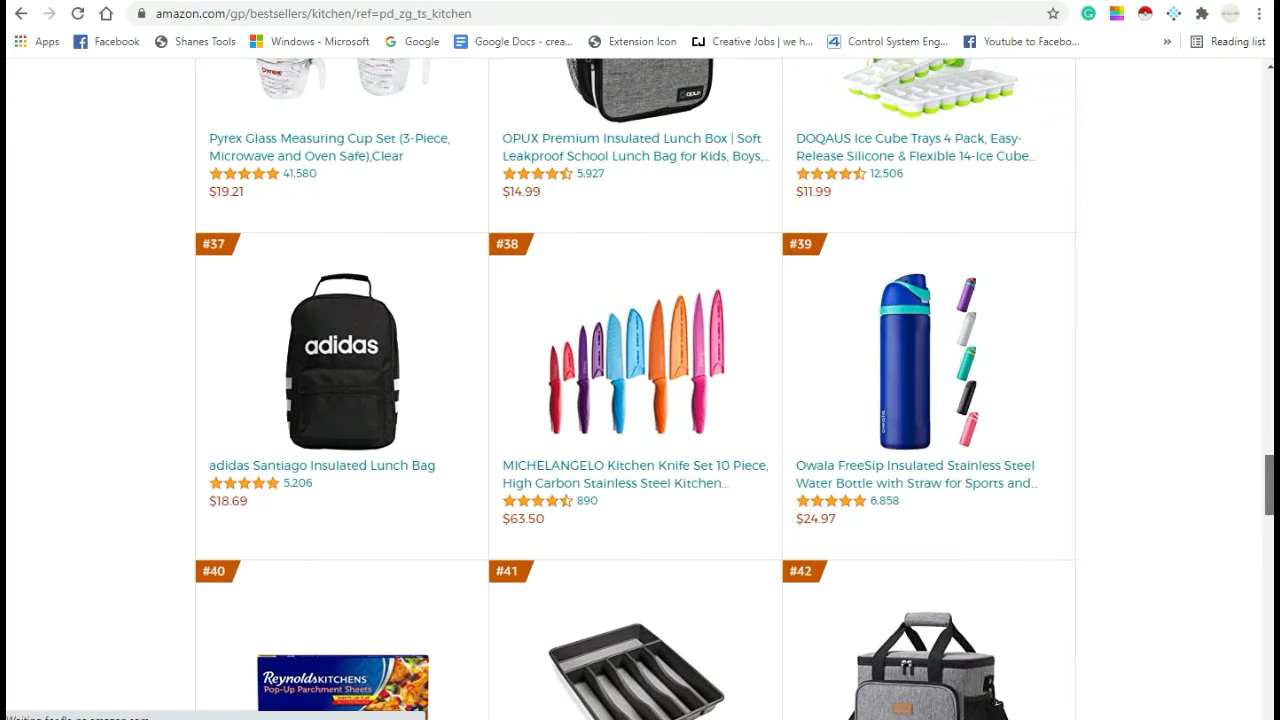 amazon.com/gp/bestsellers/kitchen/ref=pd_zg_ts_kitchen
Apps Facebook Shanes Tools Windows - Microsoft Google Google Docs - crea... Extension Icon Creative Jobs | we h... Control System Eng... Youtube to Facebo... » Reading list
Pyrex Glass Measuring Cup Set (3-Piece,
Microwave and Oven Safe),Clear
41,580
$19.21
OPUX
OPUX Premium Insulated Lunch Box | Soft
Leakproof School Lunch Bag for Kids, Boys,...
5,927
$14.99
DOQAUS Ice Cube Trays 4 Pack, Easy-
Release Silicone & Flexible 14-Ice Cube...
12,506
$11.99
#37
adidas
adidas Santiago Insulated Lunch Bag
5,206
$18.69
#38
MICHELANGELO Kitchen Knife Set 10 Piece,
High Carbon Stainless Steel Kitchen...
890
$63.50
#39
owala
Owala FreeSip Insulated Stainless Steel
Water Bottle with Straw for Sports and...
6,858
$24.97
#40
Reynolds KITCHENS
Pop-Up Parchment Sheets
#41
#42